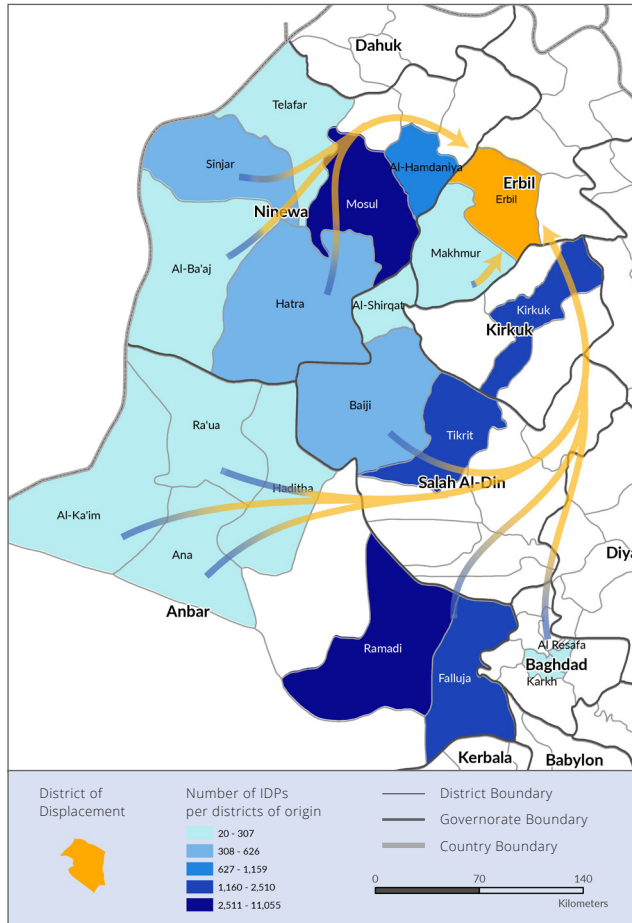 Dahuk
Telafar
Sinjar
Al-Hamdaniya
Erbil
Erbil
Mosul
Ninewa
Makhmur
Al-Ba'aj
Hatra
Al-Shirqat
Kirkuk
Kirkuk
Baiji
Tikrit
Ra'ua
Haditha
Salah Al-Din
Al-Ka'im
Ana
Diya
Anbar
Al Resafa
Ramadi
Baghdad
Falluja
Karkh
Kerbala
Babylon
District of
Displacement
Number of IDPs
per districts of origin
20 - 307
308 - 626
627 - 1,159
1,160 - 2,510
2,511 - 11,055
District Boundary
Governorate Boundary
Country Boundary
0 70 140
Kilometers